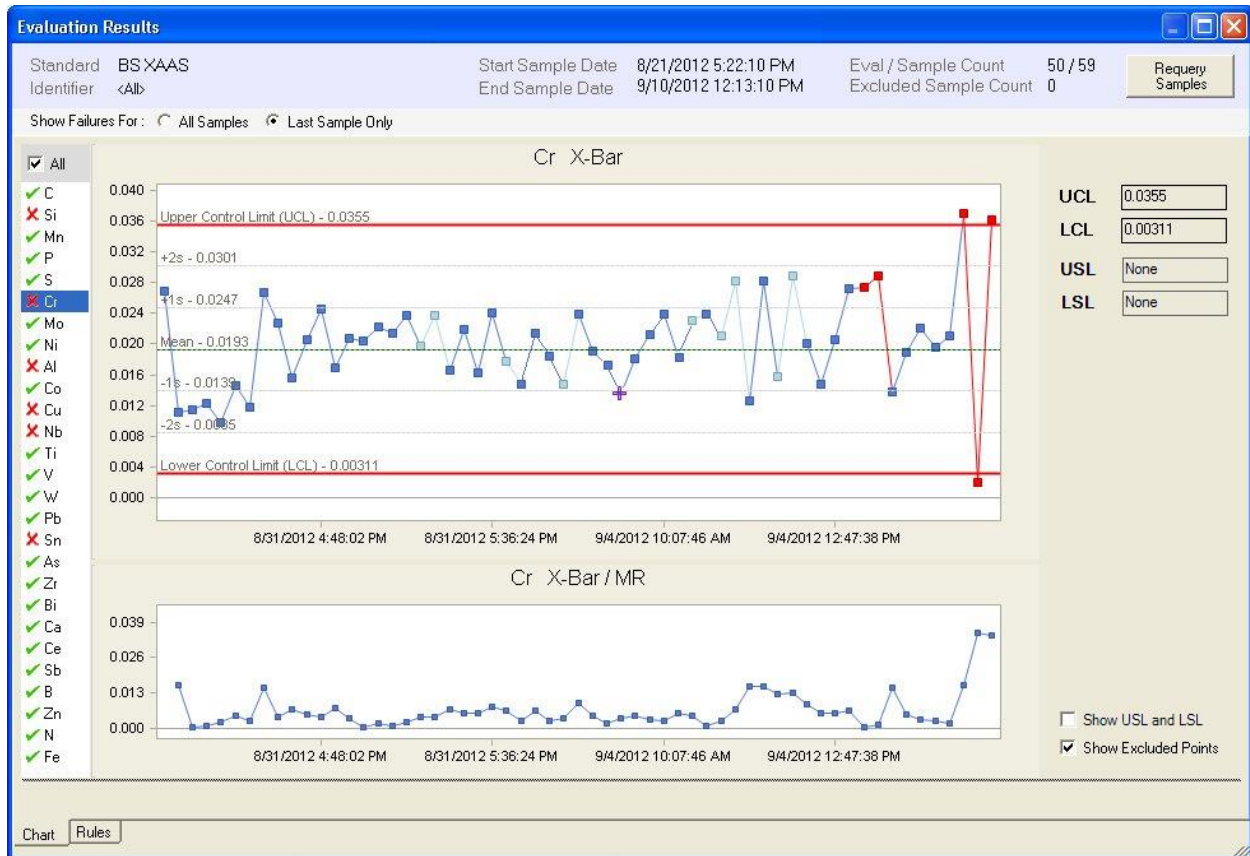 Evaluation Results
Standard BS XAAS
Identifier <All>
Start Sample Date 8/21/2012 5:22:10 PM
End Sample Date 9/10/2012 12:13:10 PM
Eval / Sample Count 50 / 59
Excluded Sample Count 0
Requery
Samples
Show Failures For : All Samples Last Sample Only
All
C
Si
Mn
P
S
Cr
Mo
Ni
Al
Co
Cu
Nb
Ti
V
W
Pb
Sn
As
Zr
Bi
Ca
Ce
Sb
B
Zn
N
Fe
Cr X-Bar
0.040
0.036
0.032
0.028
0.024
0.020
0.016
0.012
0.008
0.004
0.000
Upper Control Limit (UCL) - 0.0355
+2s - 0.0301
+1s - 0.0247
Mean - 0.0193
-1s - 0.0139
-2s - 0.0085
Lower Control Limit (LCL) - 0.00311
8/31/2012 4:48:02 PM 8/31/2012 5:36:24 PM 9/4/2012 10:07:46 AM 9/4/2012 12:47:38 PM
Cr X-Bar / MR
0.039
0.026
0.013
0.000
8/31/2012 4:48:02 PM 8/31/2012 5:36:24 PM 9/4/2012 10:07:46 AM 9/4/2012 12:47:38 PM
UCL 0.0355
LCL 0.00311
USL None
LSL None
Show USL and LSL
Show Excluded Points
Chart Rules